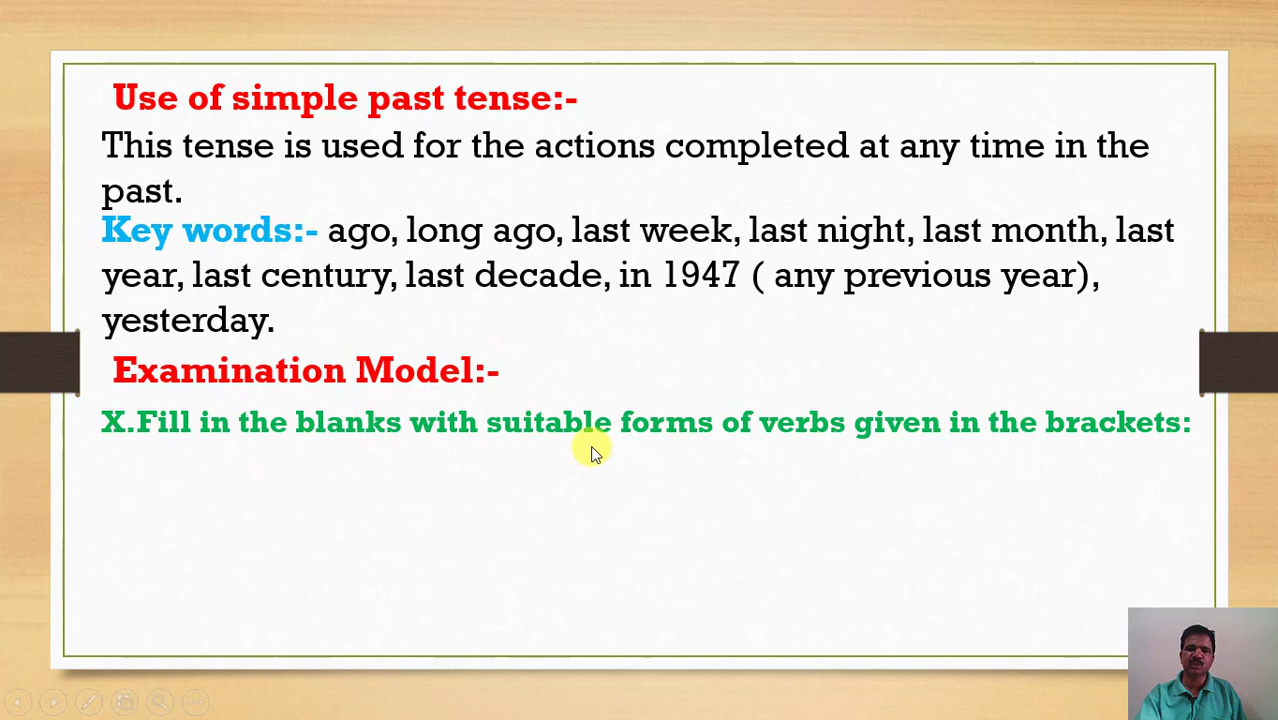 Use of simple past tense:-
This tense is used for the actions completed at any time in the
past.
Key words:- ago, long ago, last week, last night, last month, last
year, last century, last decade, in 1947 ( any previous year),
yesterday.
Examination Model:-
X.Fill in the blanks with suitable forms of verbs given in the brackets: